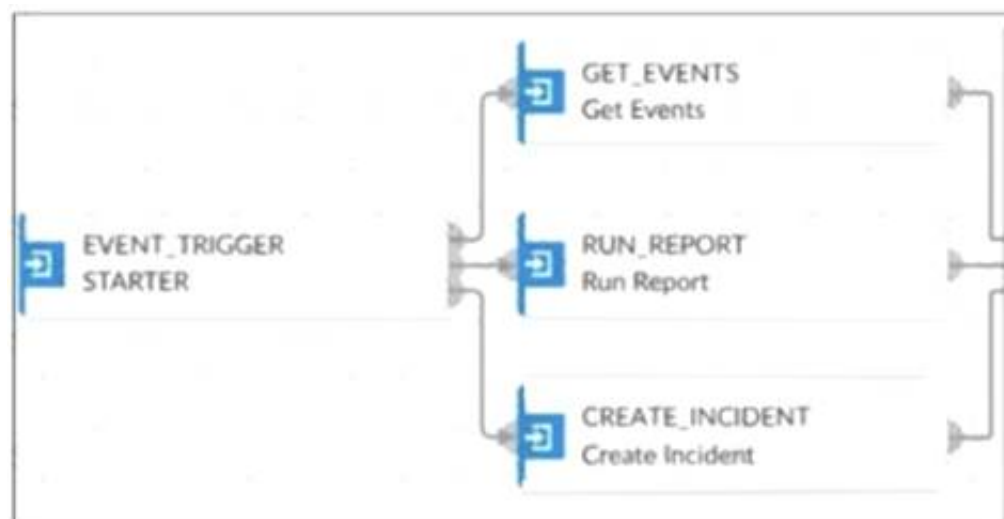 GET_EVENTS
Get Events
EVENT_TRIGGER
STARTER
RUN_REPORT
Run Report
CREATE_INCIDENT
Create Incident